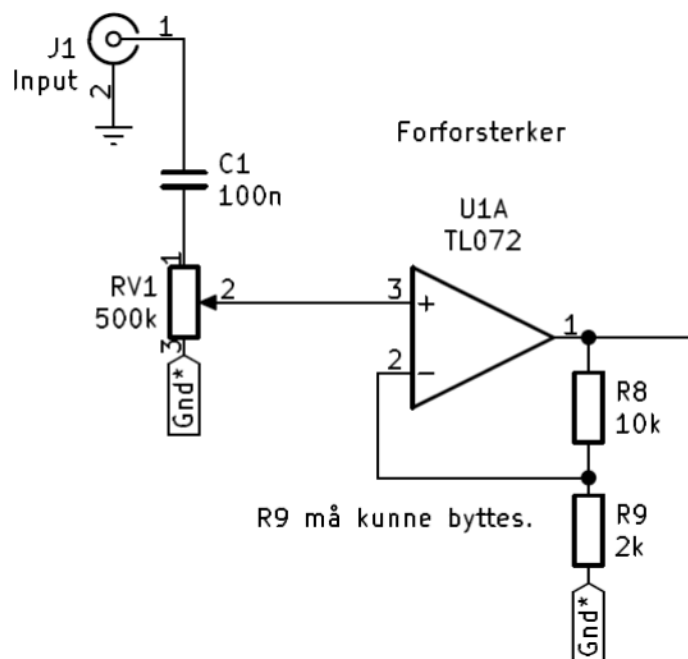 J1
Input
1
2
C1
100n
Forforsterker
U1A
TL072
RV1
500k
1
2
3
Gnd*
3
+
2
-
1
R8
10k
R9 må kunne byttes.
R9
2k
Gnd*